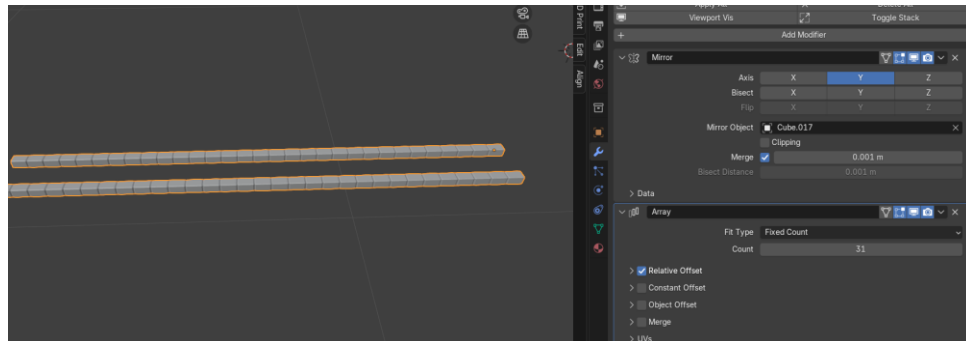 D Print
Edit
Align
Viewport Vis
Toggle Stack
+ Add Modifier
Mirror
Axis X Y Z
Bisect X Y Z
Flip X Y Z
Mirror Object Cube.017
Clipping
Merge 0.001 m
Bisect Distance 0.001 m
> Data
Array
Fit Type Fixed Count
Count 31
> Relative Offset
> Constant Offset
> Object Offset
> Merge
> UVs